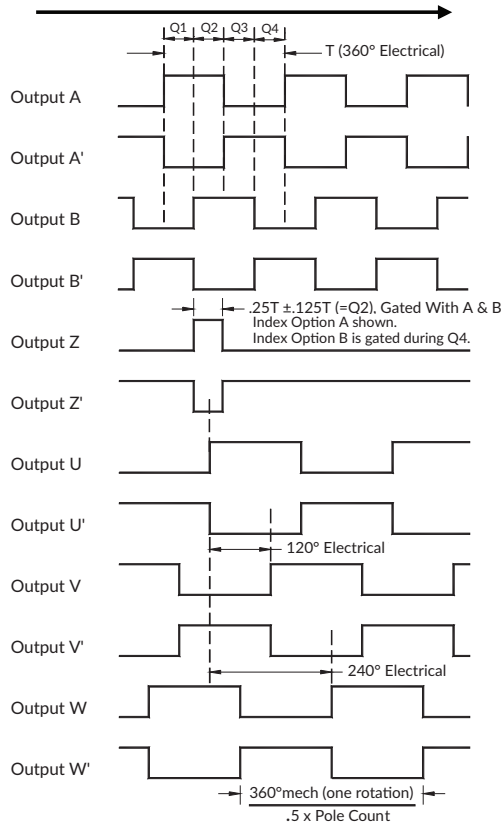 Q1 Q2 Q3 Q4
T (360° Electrical)
Output A
Output A'
Output B
Output B'
.25T ±.125T (=Q2), Gated With A & B
Index Option A shown.
Index Option B is gated during Q4.
Output Z
Output Z'
Output U
Output U'
120° Electrical
Output V
Output V'
240° Electrical
Output W
Output W'
360°mech (one rotation)
.5 x Pole Count